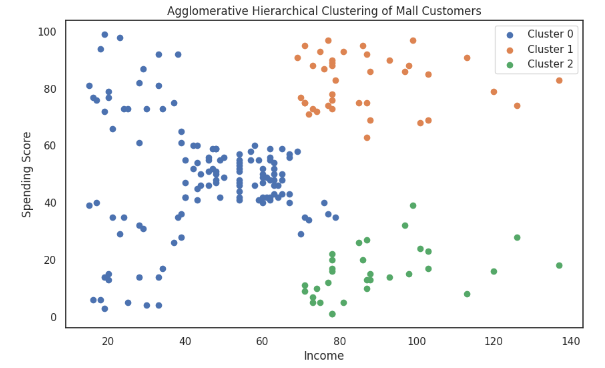 Agglomerative Hierarchical Clustering of Mall Customers
Cluster 0
Cluster 1
Cluster 2
Spending Score
100
80
60
40
20
0
20 40 60 80 100 120 140
Income